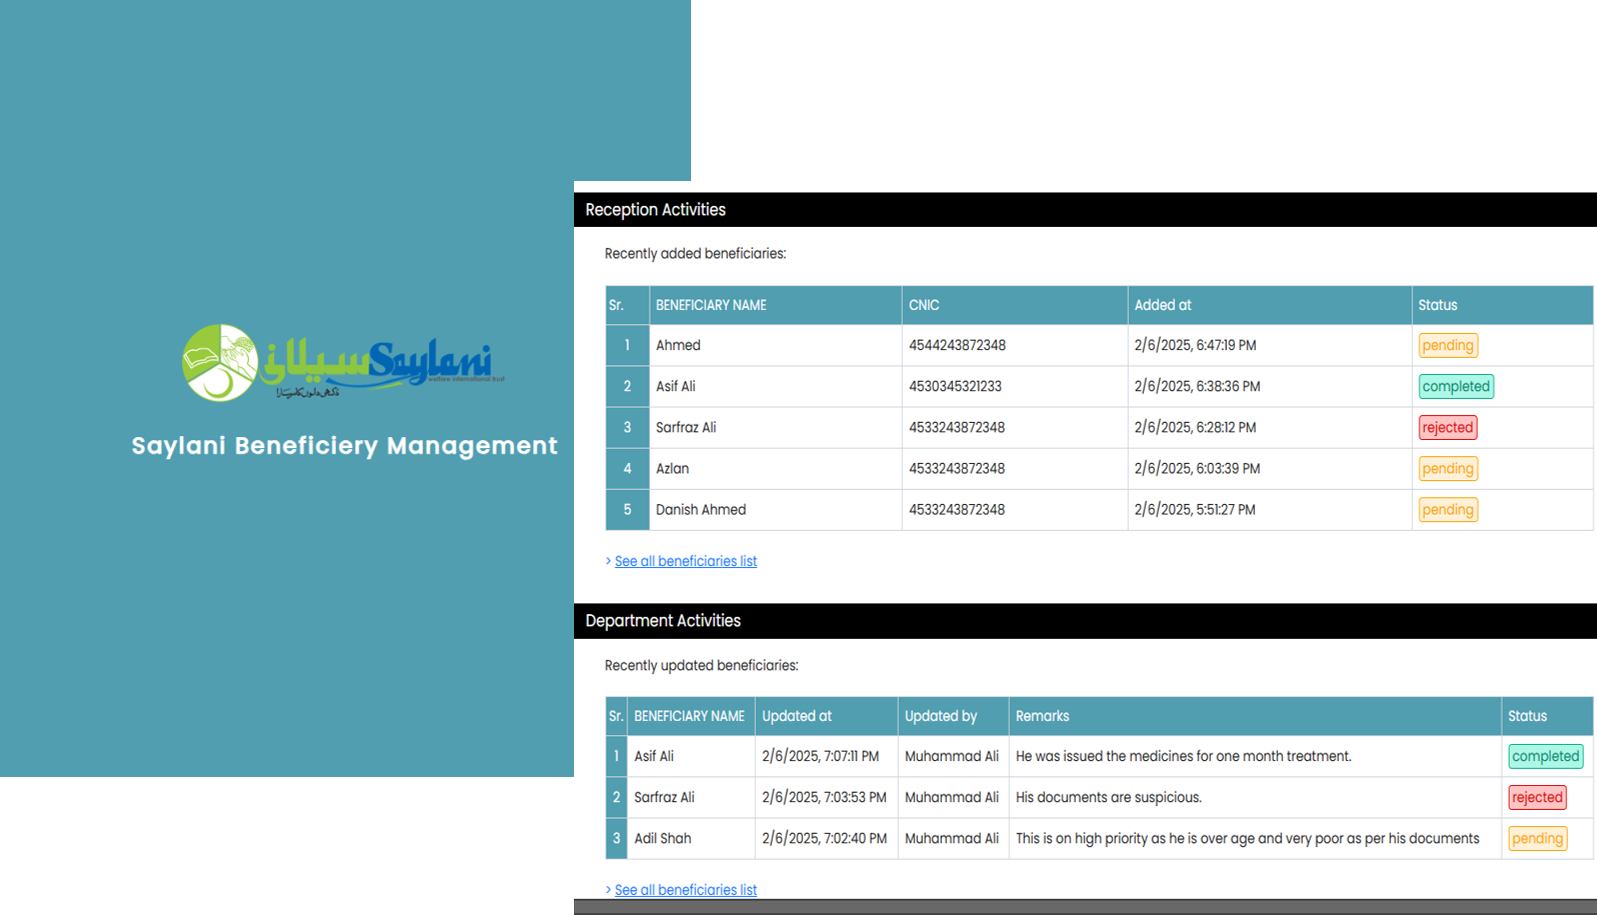 سیلانی Saylani
welfare international trust
Saylani Beneficiery Management
Reception Activities
Recently added beneficiaries:
Sr. BENEFICIARY NAME CNIC Added at Status
1 Ahmed 4544243872348 2/6/2025, 6:47:19 PM pending
2 Asif Ali 4530345321233 2/6/2025, 6:38:36 PM completed
3 Sarfraz Ali 4533243872348 2/6/2025, 6:28:12 PM rejected
4 Azlan 4533243872348 2/6/2025, 6:03:39 PM pending
5 Danish Ahmed 4533243872348 2/6/2025, 5:51:27 PM pending
> See all beneficiaries list
Department Activities
Recently updated beneficiaries:
Sr. BENEFICIARY NAME Updated at Updated by Remarks Status
1 Asif Ali 2/6/2025, 7:07:11 PM Muhammad Ali He was issued the medicines for one month treatment. completed
2 Sarfraz Ali 2/6/2025, 7:03:53 PM Muhammad Ali His documents are suspicious. rejected
3 Adil Shah 2/6/2025, 7:02:40 PM Muhammad Ali This is on high priority as he is over age and very poor as per his documents pending
> See all beneficiaries list